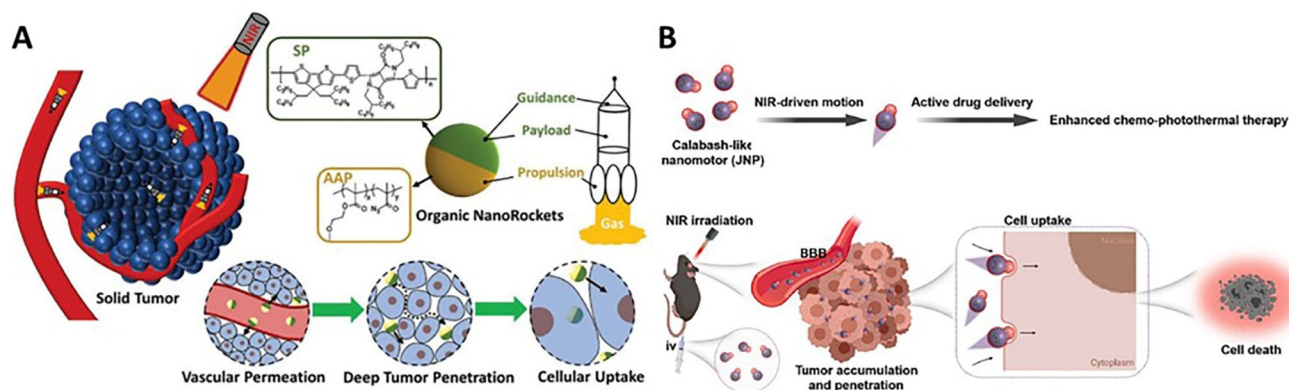 A
NIR
SP
Guidance
Payload
Propulsion
AAP
Organic NanoRockets
Gas
Solid Tumor
Vascular Permeation
Deep Tumor Penetration
Cellular Uptake
B
NIR-driven motion
Active drug delivery
Enhanced chemo-photothermal therapy
Calabash-like
nanomotor (JNP)
NIR irradiation
BBB
iv
Tumor accumulation
and penetration
Cell uptake
Nucleus
Cytoplasm
Cell death